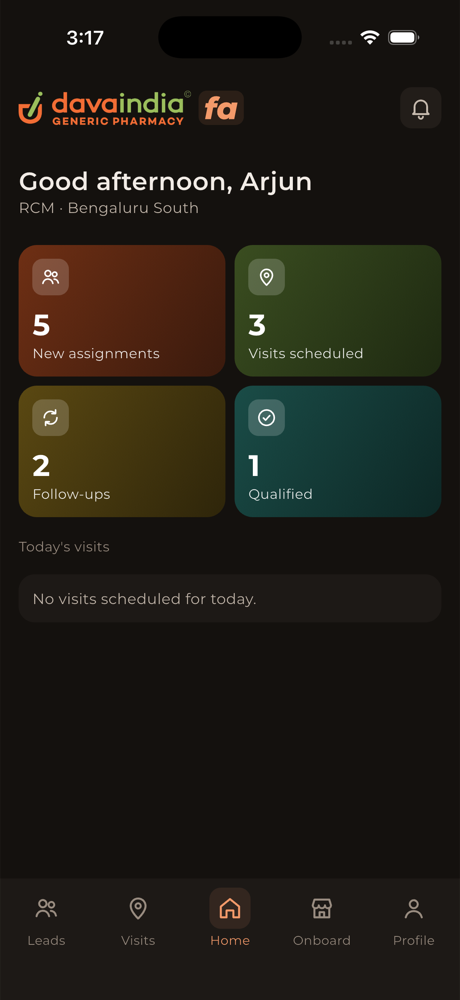 3:17
davaindia©
GENERIC PHARMACY
fa
Good afternoon, Arjun
RCM · Bengaluru South
5
New assignments
3
Visits scheduled
2
Follow-ups
1
Qualified
Today's visits
No visits scheduled for today.
Leads
Visits
Home
Onboard
Profile